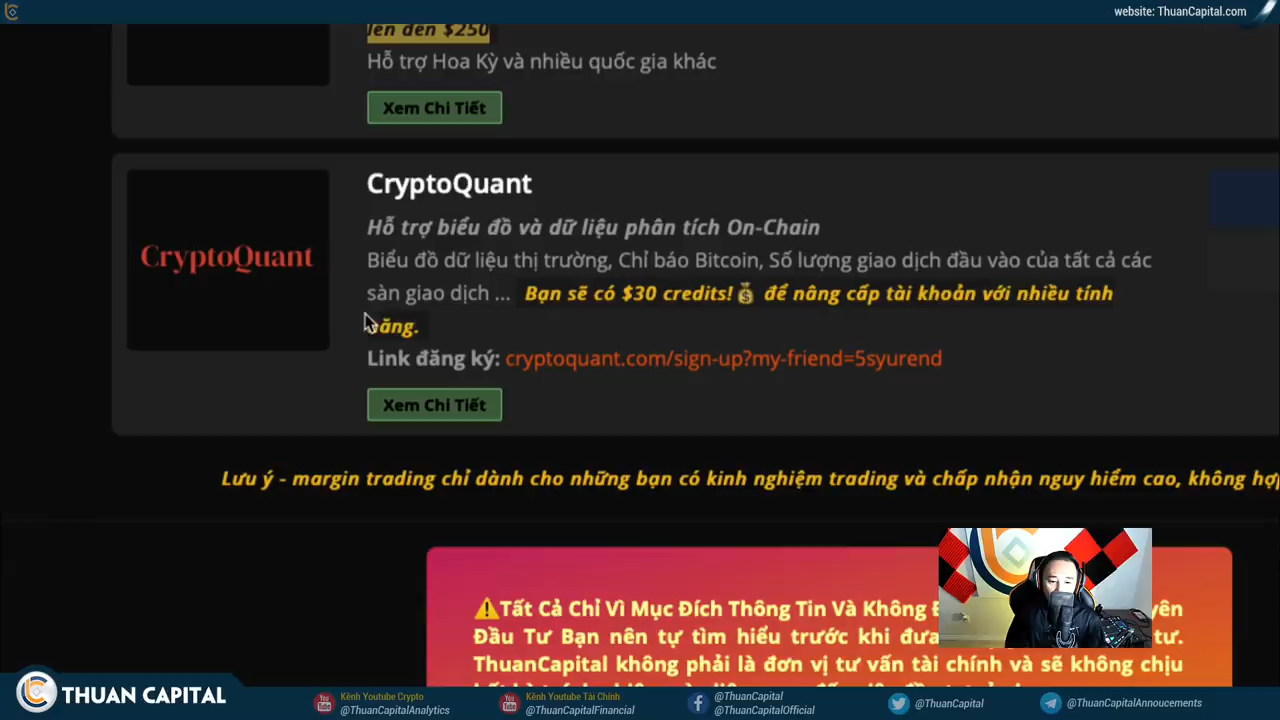 website: ThuanCapital.com
lên đến $250
Hỗ trợ Hoa Kỳ và nhiều quốc gia khác
Xem Chi Tiết
CryptoQuant
CryptoQuant
Hỗ trợ biểu đồ và dữ liệu phân tích On-Chain
Biểu đồ dữ liệu thị trường, Chỉ báo Bitcoin, Số lượng giao dịch đầu vào của tất cả các
sàn giao dịch ... Bạn sẽ có $30 credits!💰 để nâng cấp tài khoản với nhiều tính
năng.
Link đăng ký: cryptoquant.com/sign-up?my-friend=5syurend
Xem Chi Tiết
Lưu ý - margin trading chỉ dành cho những bạn có kinh nghiệm trading và chấp nhận nguy hiểm cao, không
⚠️Tất Cả Chỉ Vì Mục Đích Thông Tin Và Không
Đầu Tư Bạn nên tự tìm hiểu trước khi tư.
ThuanCapital không phải là đơn vị tư vấn tài chính và sẽ không chịu
THUAN CAPITAL
Kênh Youtube Crypto
@ThuanCapitalAnalytics
Kênh Youtube Tài Chính
@ThuanCapitalFinancial
@ThuanCapital
@ThuanCapitalOfficial
@ThuanCapital
@ThuanCapitalAnnoucements